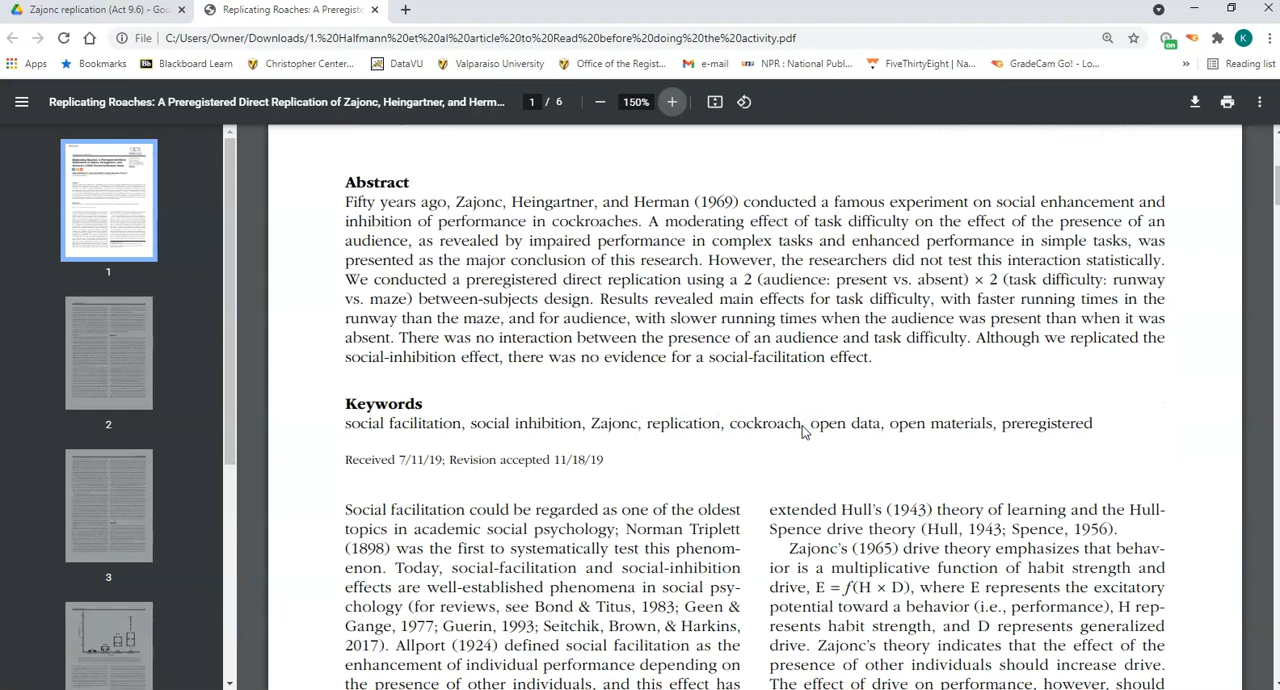 Zajonc replication (Act 9.6) - Goo
Replicating Roaches: A Preregiste
File C:/Users/Owner/Downloads/1.%20Halfmann%20et%20al%20article%20to%20Read%20before%20doing%20the%20activity.pdf
K
Apps Bookmarks Bb Blackboard Learn Christopher Center... DataVU Valparaiso University Office of the Regist... e-mail NPR : National Publ... FiveThirtyEight | Na... GradeCam Go! - Lo... » Reading list
Replicating Roaches: A Preregistered Direct Replication of Zajonc, Heingartner, and Herm... 1 / 6 150%
Abstract
Fifty years ago, Zajonc, Heingartner, and Herman (1969) conducted a famous experiment on social enhancement and
inhibition of performance in cockroaches. A moderating effect of task difficulty on the effect of the presence of an
audience, as revealed by impaired performance in complex tasks and enhanced performance in simple tasks, was
presented as the major conclusion of this research. However, the researchers did not test this interaction statistically.
We conducted a preregistered direct replication using a 2 (audience: present vs. absent) × 2 (task difficulty: runway
vs. maze) between-subjects design. Results revealed main effects for task difficulty, with faster running times in the
runway than the maze, and for audience, with slower running times when the audience was present than when it was
absent. There was no interaction between the presence of an audience and task difficulty. Although we replicated the
social-inhibition effect, there was no evidence for a social-facilitation effect.
Keywords
social facilitation, social inhibition, Zajonc, replication, cockroach, open data, open materials, preregistered
Received 7/11/19; Revision accepted 11/18/19
Social facilitation could be regarded as one of the oldest
topics in academic social psychology; Norman Triplett
(1898) was the first to systematically test this phenom-
enon. Today, social-facilitation and social-inhibition
effects are well-established phenomena in social psy-
chology (for reviews, see Bond & Titus, 1983; Geen &
Gange, 1977; Guerin, 1993; Seitchik, Brown, & Harkins,
2017). Allport (1924) defined social facilitation as the
enhancement of individual performance depending on
the presence of other individuals, and this effect has
extended Hull's (1943) theory of learning and the Hull-
Spence drive theory (Hull, 1943; Spence, 1956).
Zajonc's (1965) drive theory emphasizes that behav-
ior is a multiplicative function of habit strength and
drive, E = f(H × D), where E represents the excitatory
potential toward a behavior (i.e., performance), H rep-
resents habit strength, and D represents generalized
drive. Zajonc's theory indicates that the effect of the
presence of other individuals should increase drive.
The effect of drive on performance, however, should
1
2
3